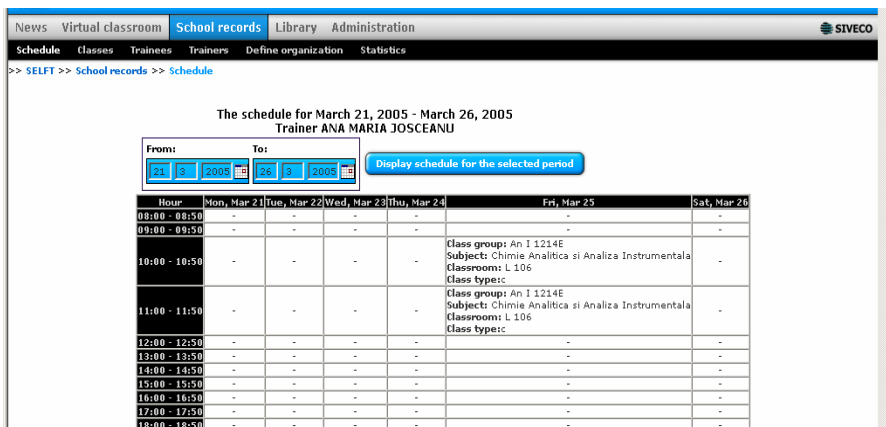 News Virtual classroom School records Library Administration SIVECO
Schedule Classes Trainees Trainers Define organization Statistics
>> SELFT >> School records >> Schedule
The schedule for March 21, 2005 - March 26, 2005
Trainer ANA MARIA JOSCEANU
From: To:
21 3 2005 26 3 2005 Display schedule for the selected period
Hour Mon, Mar 21 Tue, Mar 22 Wed, Mar 23 Thu, Mar 24 Fri, Mar 25 Sat, Mar 26
08:00 - 08:50 - - - - - -
09:00 - 09:50 - - - - - -
Class group: An I 1214E
Subject: Chimie Analitica si Analiza Instrumentala
10:00 - 10:50 - - - - Classroom: L 106 -
Class type:c
Class group: An I 1214E
Subject: Chimie Analitica si Analiza Instrumentala
11:00 - 11:50 - - - - Classroom: L 106 -
Class type:c
12:00 - 12:50 - - - - - -
13:00 - 13:50 - - - - - -
14:00 - 14:50 - - - - - -
15:00 - 15:50 - - - - - -
16:00 - 16:50 - - - - - -
17:00 - 17:50 - - - - - -
18:00 - 18:50 - - - - - -